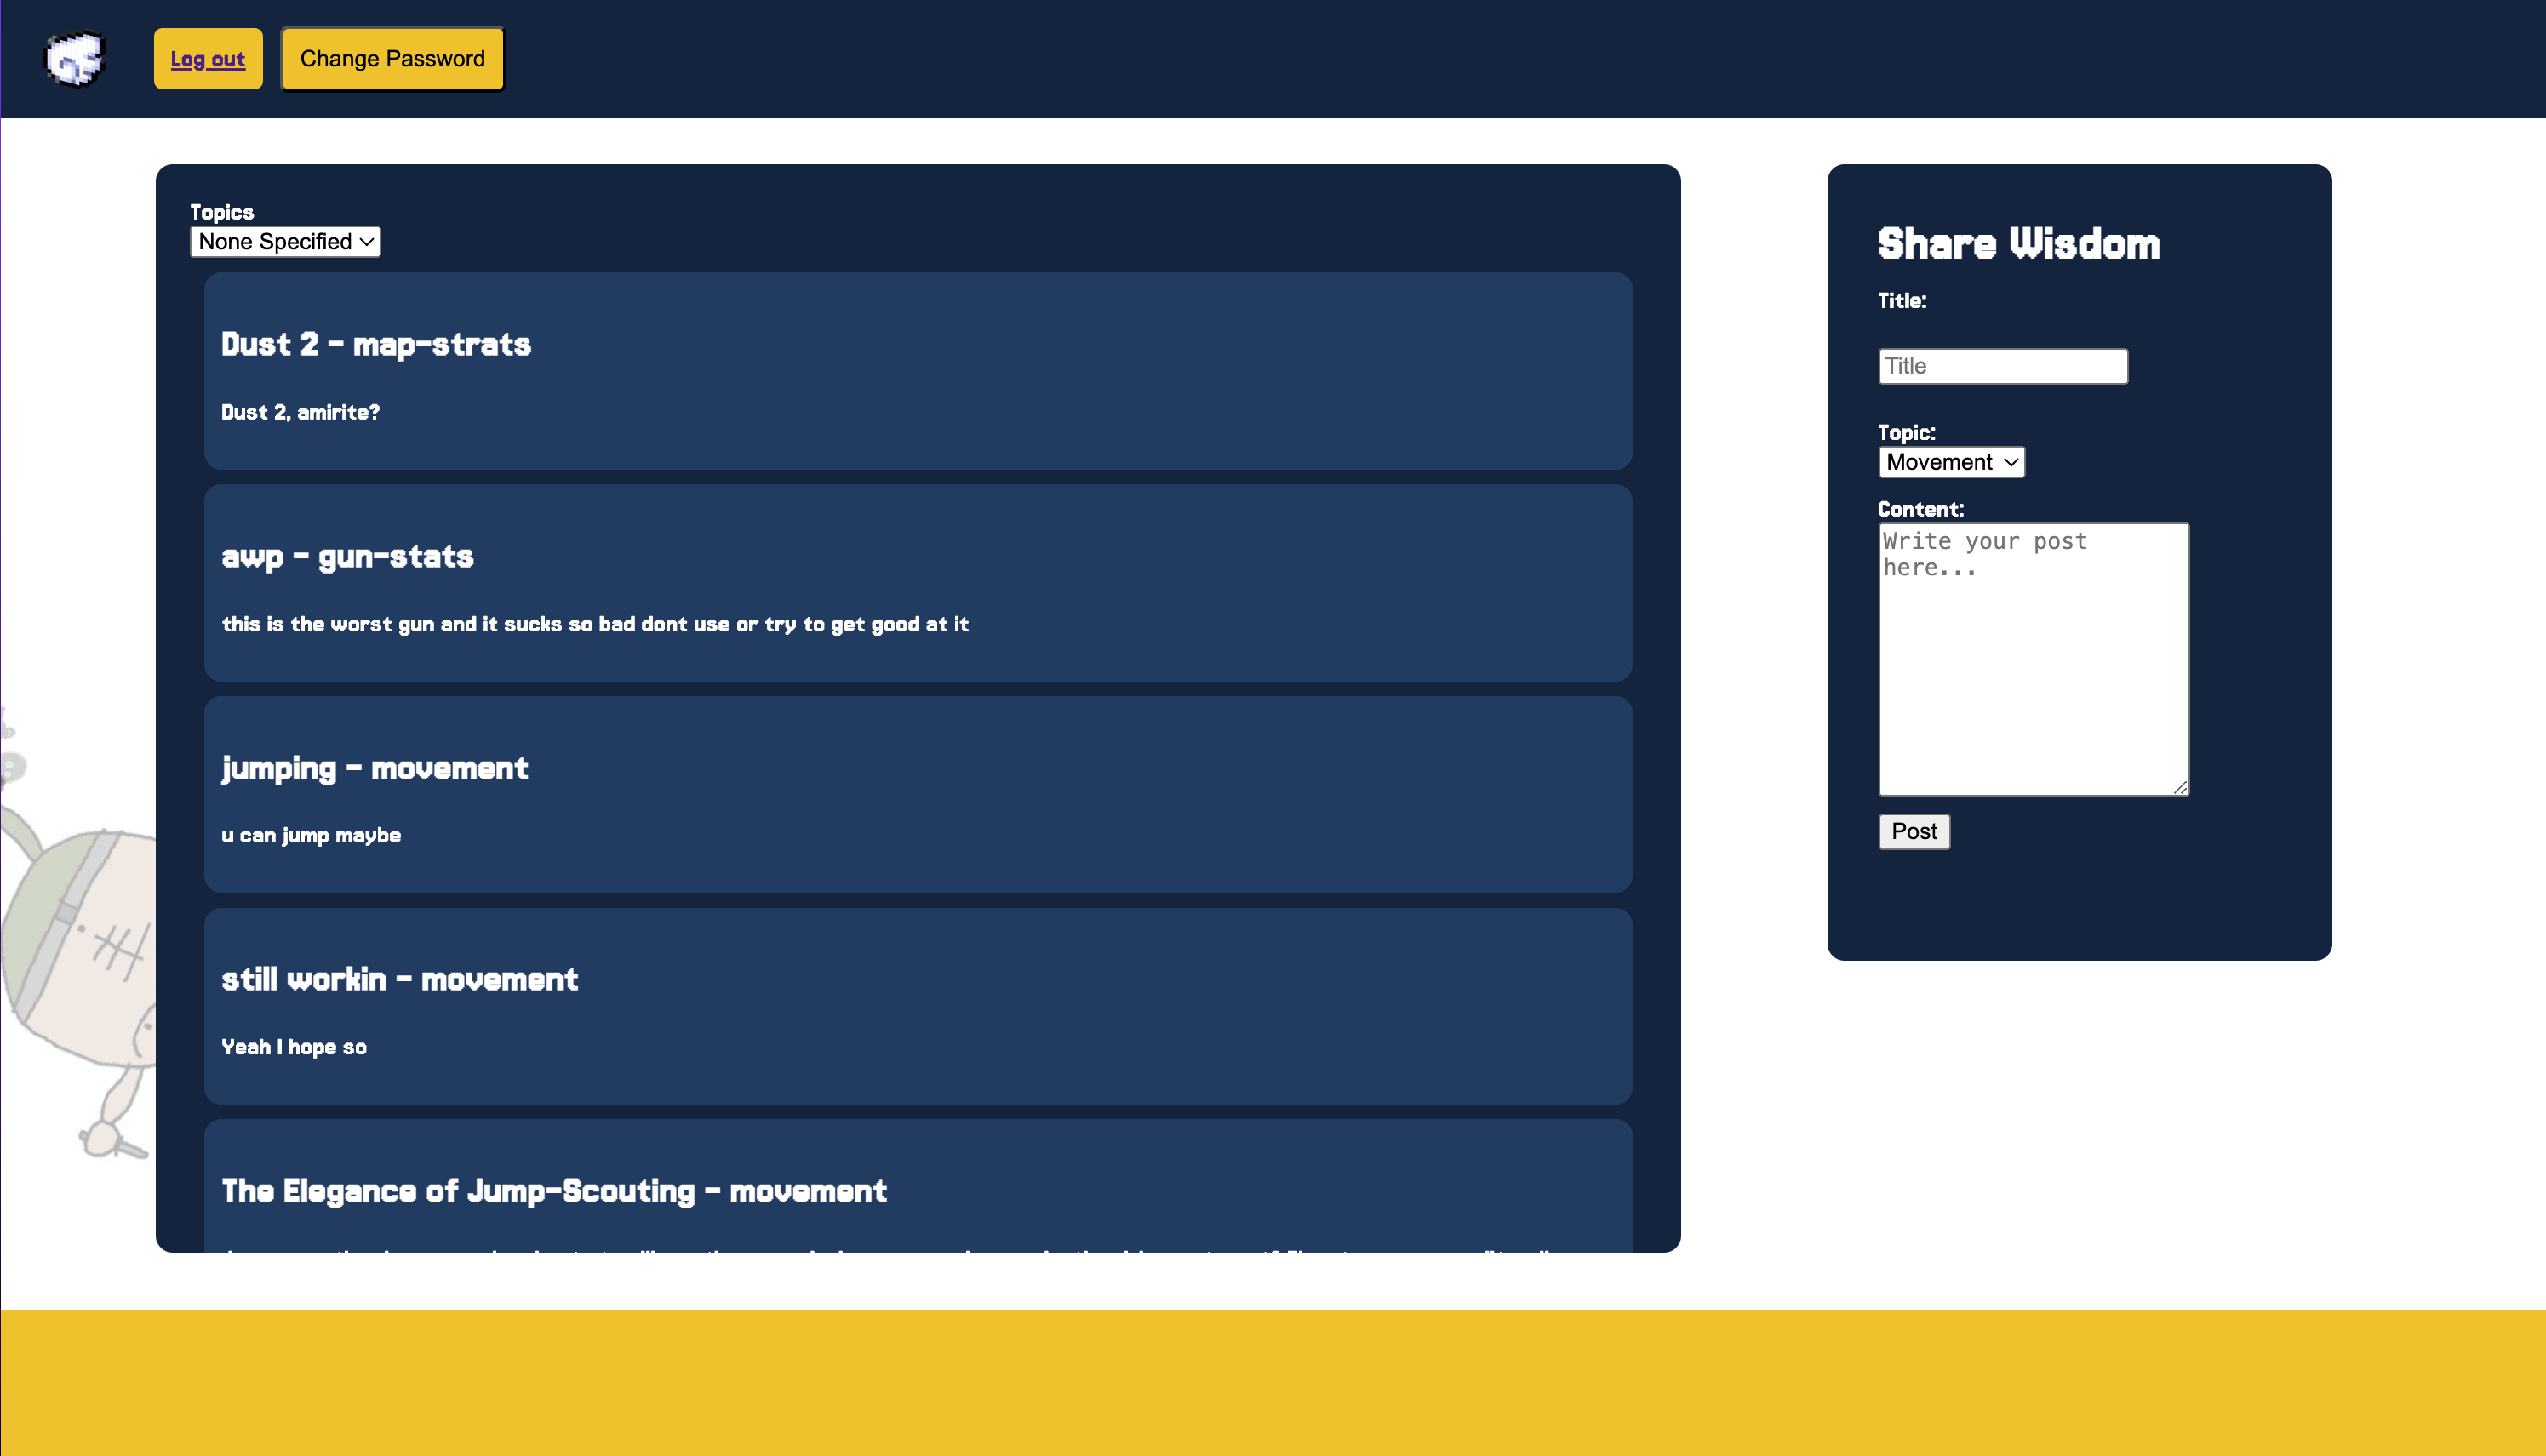 Log out
Change Password
Topics
None Specified
Dust 2 - map-strats
Dust 2, amirite?
awp - gun-stats
this is the worst gun and it sucks so bad dont use or try to get good at it
jumping - movement
u can jump maybe
still workin - movement
Yeah I hope so
The Elegance of Jump-Scouting - movement
Share Wisdom
Title:
Title
Topic:
Movement
Content:
Write your post
here...
Post